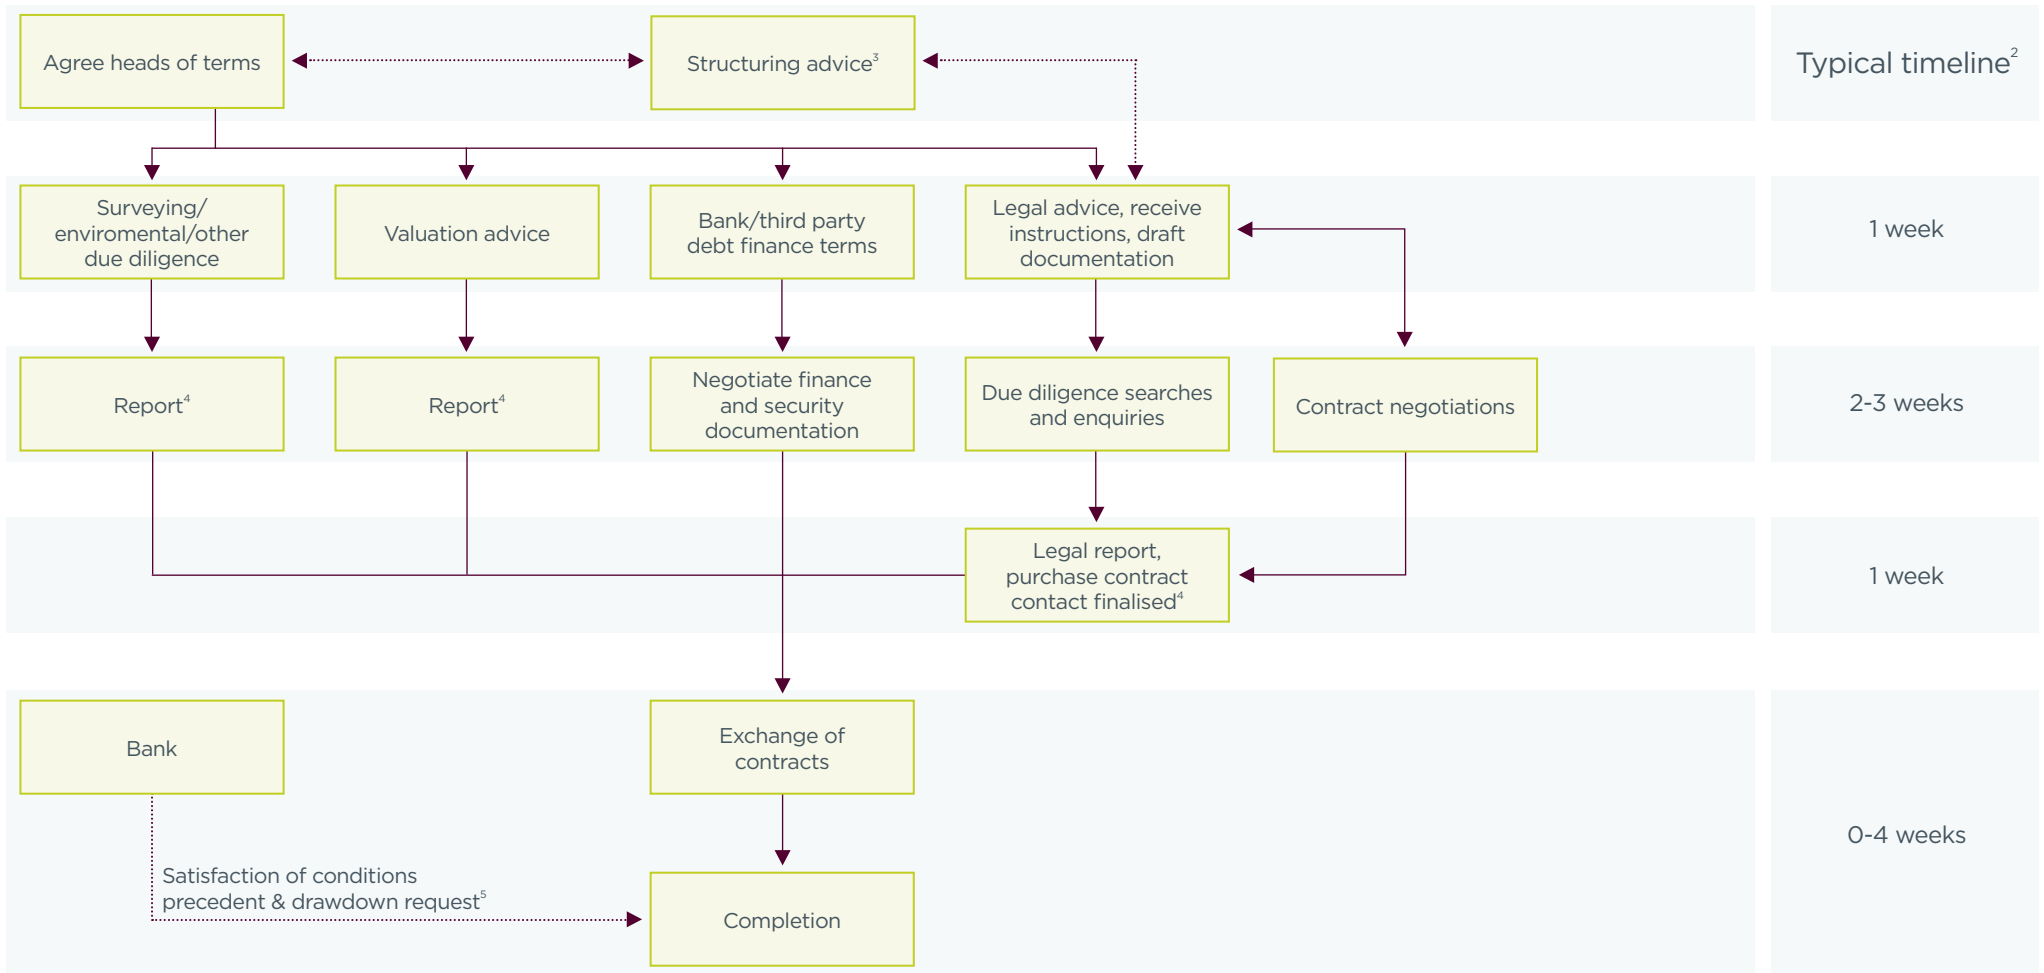 Agree heads of terms
Structuring advice³
Typical timeline²
Surveying/
enviromental/other
due diligence
Valuation advice
Bank/third party
debt finance terms
Legal advice, receive
instructions, draft
documentation
1 week
Report⁴
Report⁴
Negotiate finance
and security
documentation
Due diligence searches
and enquiries
Contract negotiations
2-3 weeks
Legal report,
purchase contract
contact finalised⁴
1 week
Bank
Exchange of
contracts
0-4 weeks
Satisfaction of conditions
precedent & drawdown request⁵
Completion